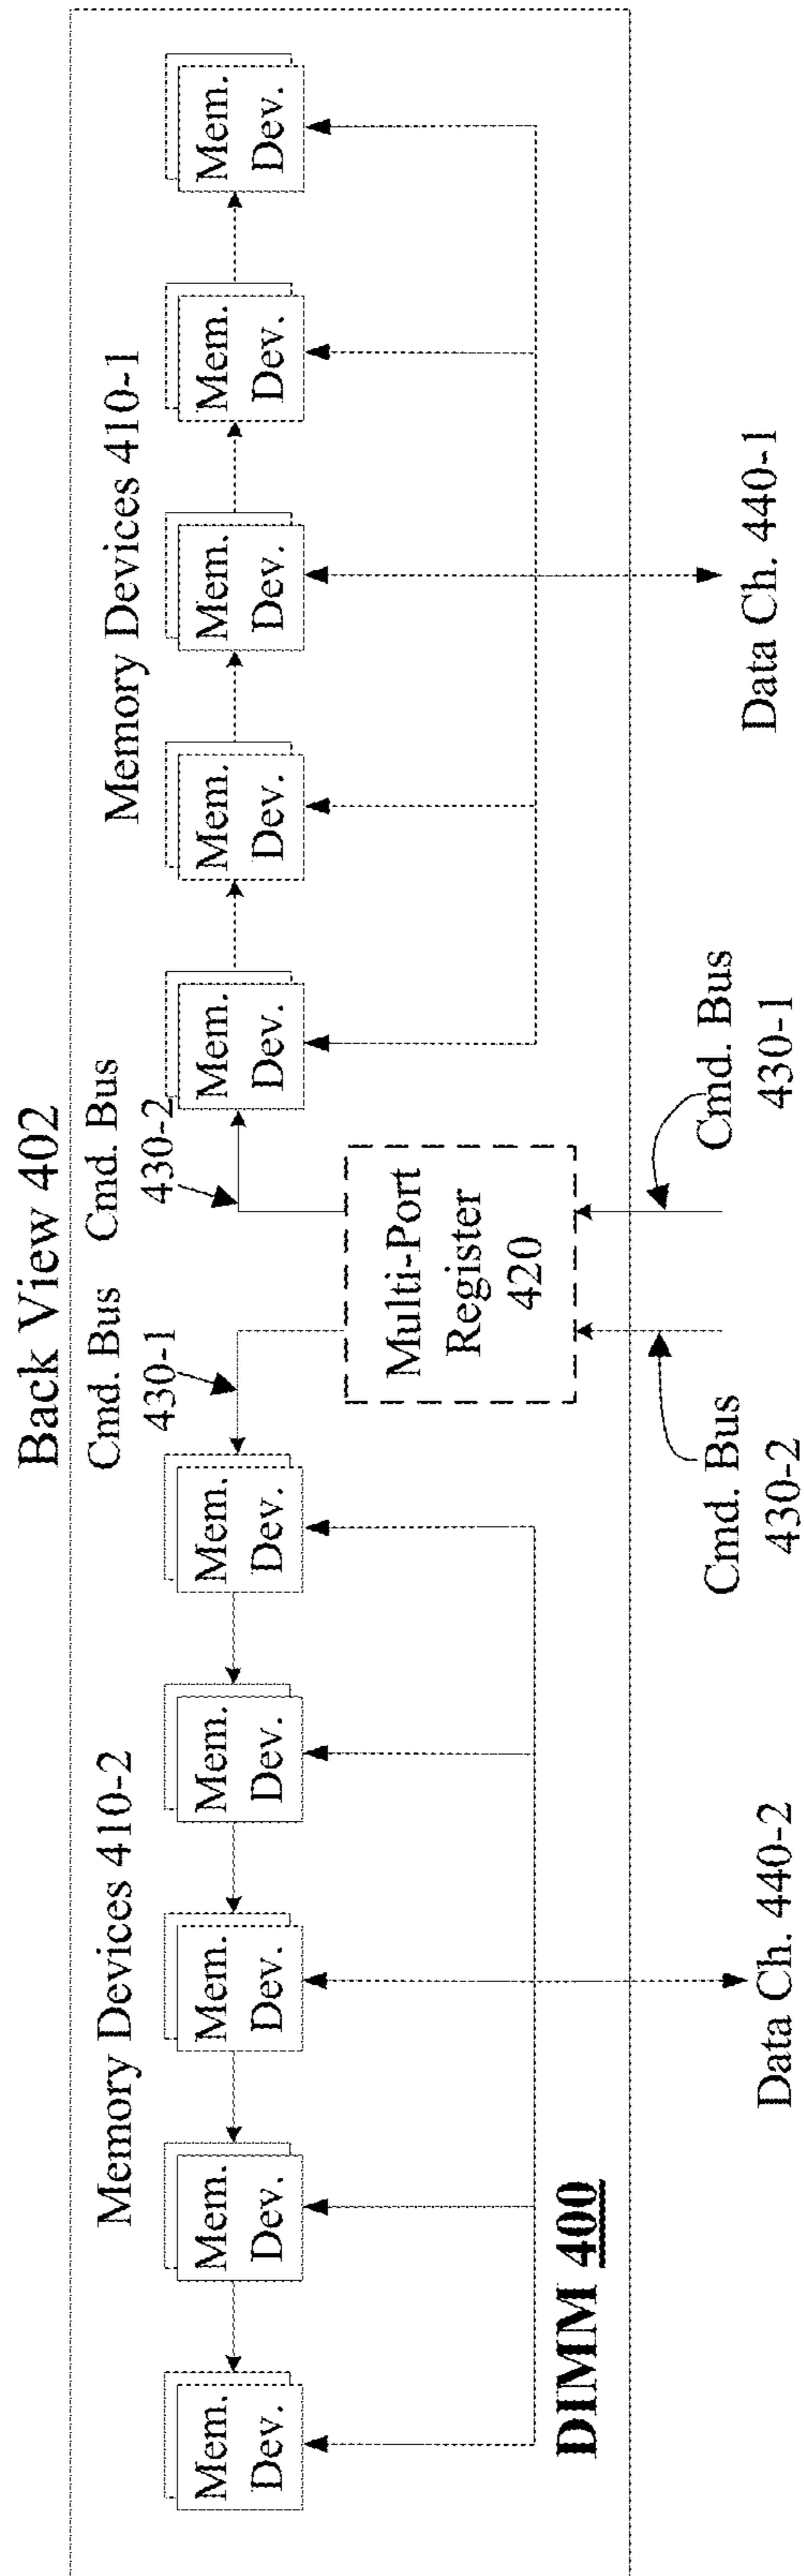 Back View 402
Memory Devices 410-2
Cmd. Bus
430-1
Cmd. Bus
430-2
Memory Devices 410-1
Mem.
Dev.
Mem.
Dev.
Mem.
Dev.
Mem.
Dev.
Mem.
Dev.
Mem.
Dev.
Mem.
Dev.
Mem.
Dev.
Mem.
Dev.
Mem.
Dev.
Multi-Port
Register
420
DIMM 400
Data Ch. 440-2
Cmd. Bus
430-2
Cmd. Bus
430-1
Data Ch. 440-1